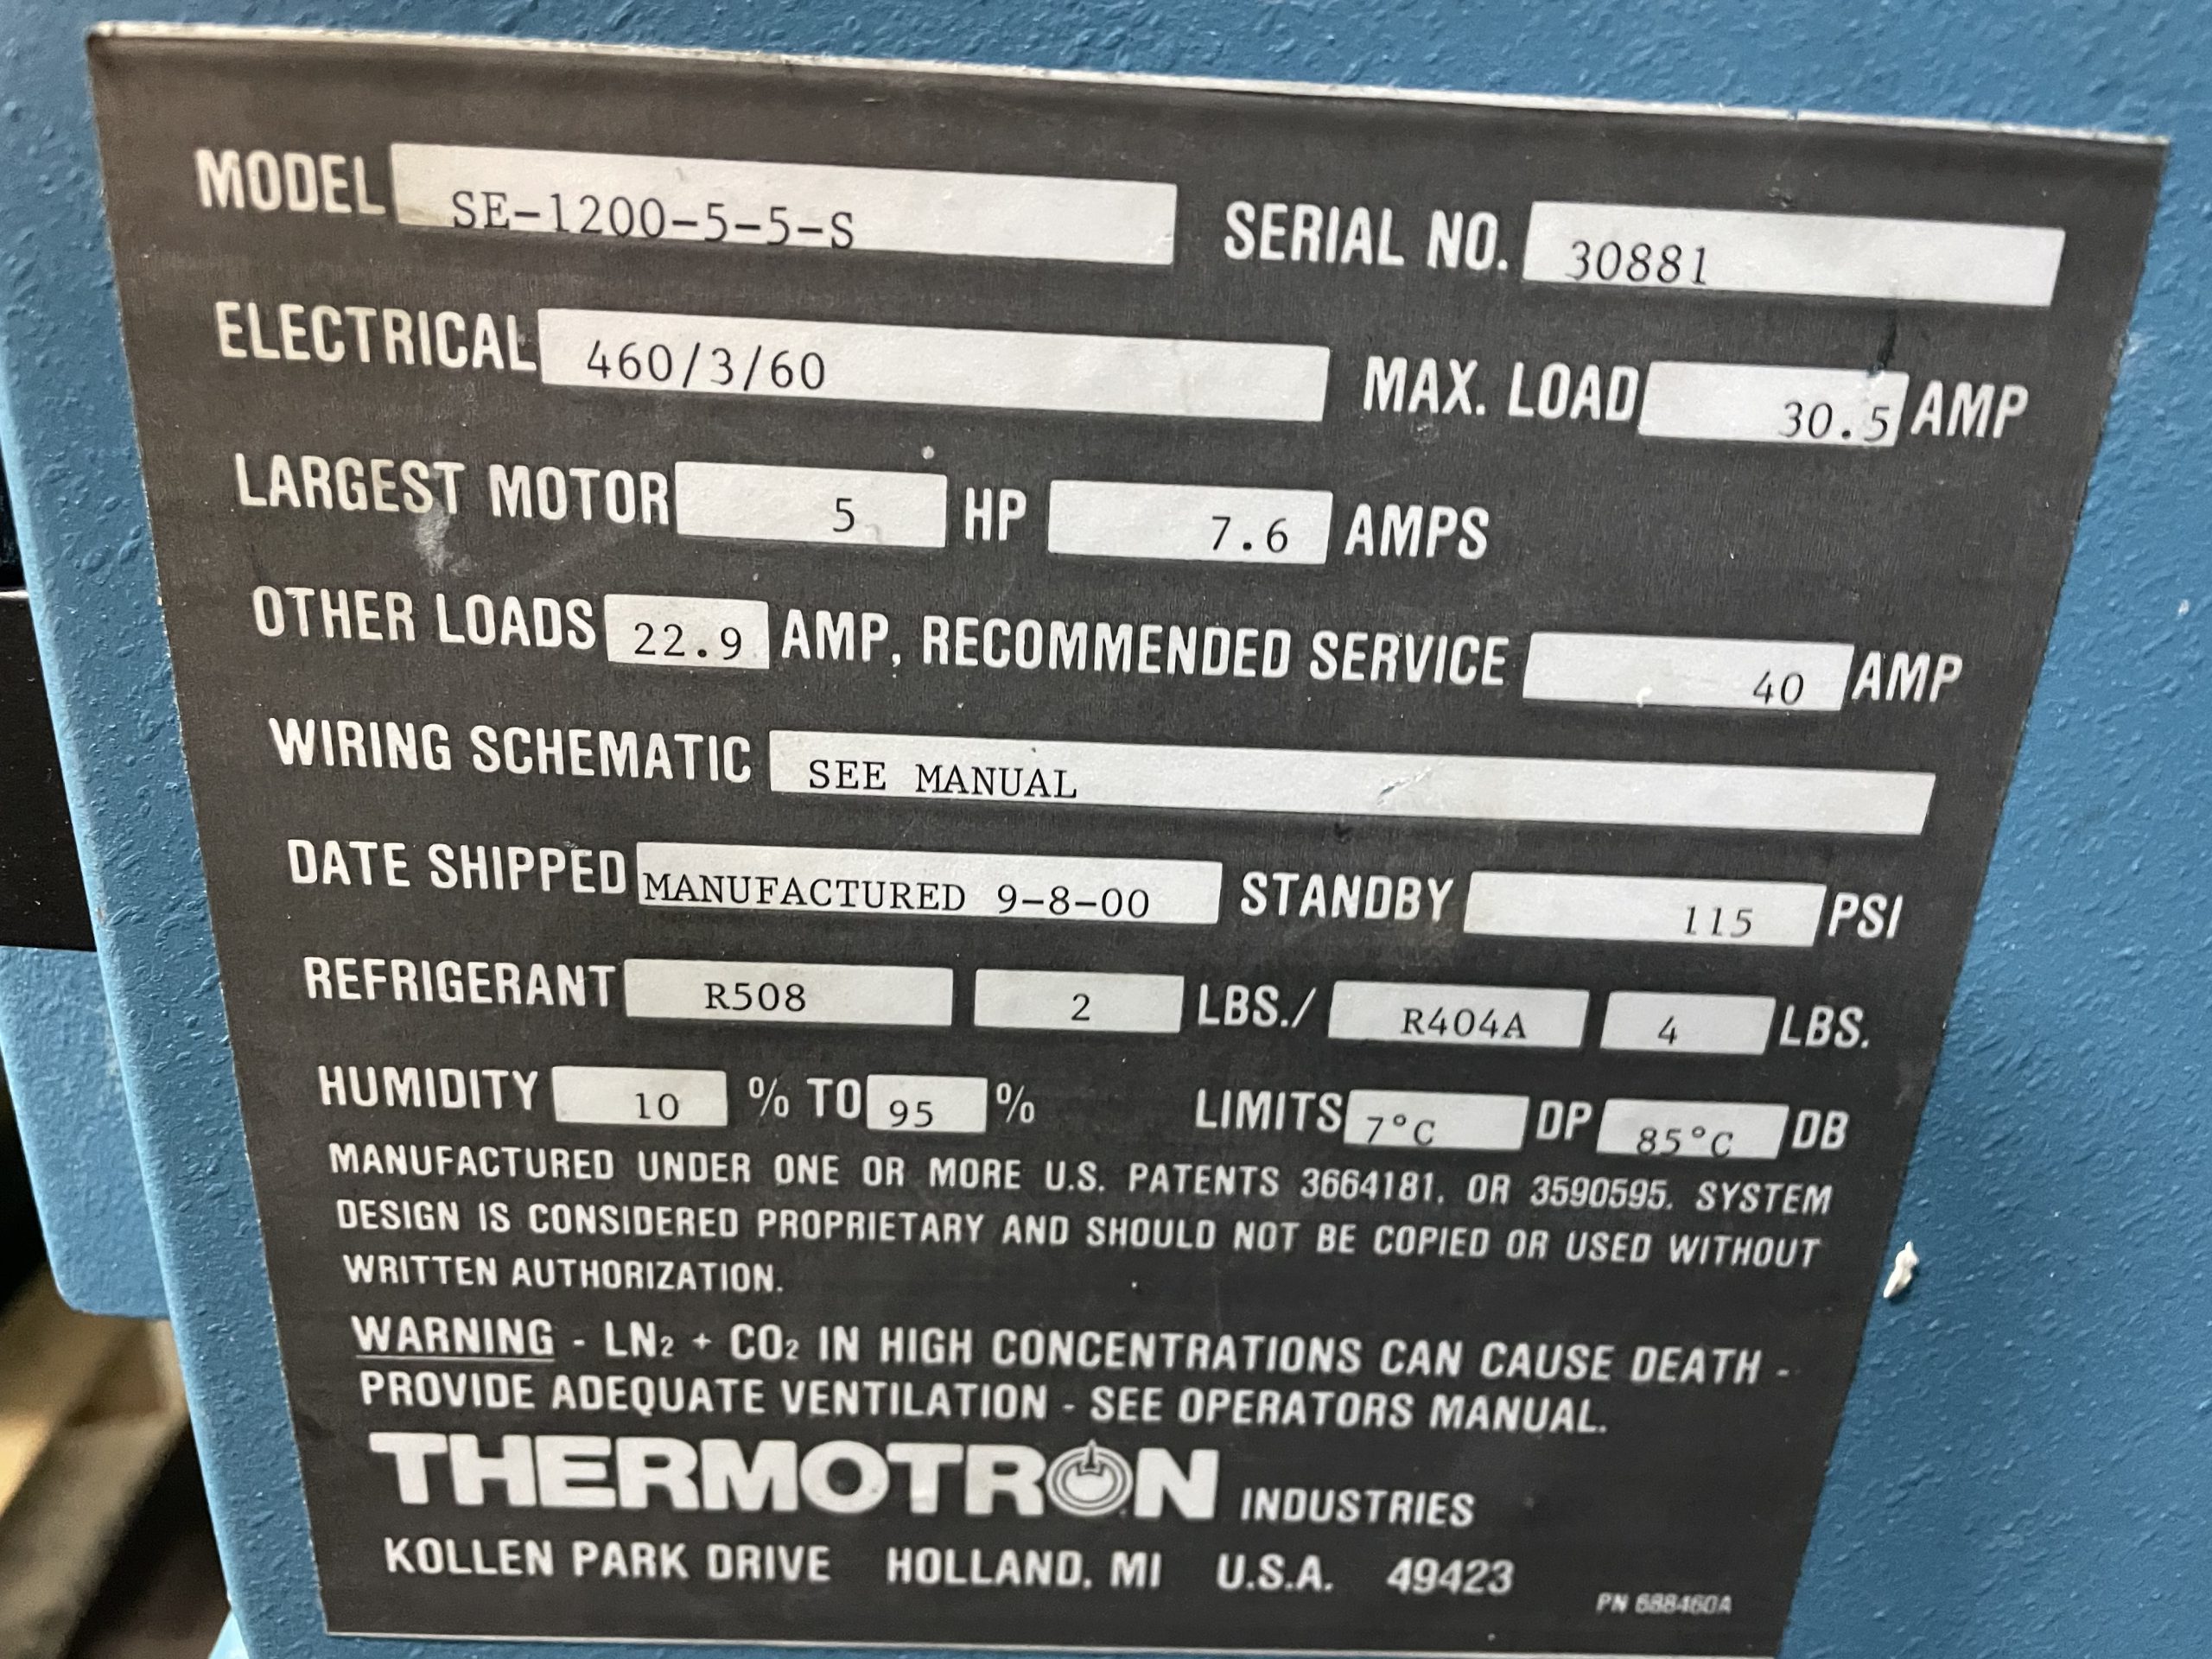 MODEL SE-1200-5-5-S SERIAL NO. 30881
ELECTRICAL 460/3/60 MAX. LOAD 30.5 AMP
LARGEST MOTOR 5 HP 7.6 AMPS
OTHER LOADS 22.9 AMP, RECOMMENDED SERVICE 40 AMP
WIRING SCHEMATIC SEE MANUAL
DATE SHIPPED MANUFACTURED 9-8-00 STANDBY 115 PSI
REFRIGERANT R508 2 LBS./ R404A 4 LBS.
HUMIDITY 10 % TO 95 % LIMITS 7°C DP 85°C DB
MANUFACTURED UNDER ONE OR MORE U.S. PATENTS 3664181, OR 3590595. SYSTEM
DESIGN IS CONSIDERED PROPRIETARY AND SHOULD NOT BE COPIED OR USED WITHOUT
WRITTEN AUTHORIZATION.
WARNING - LN₂ + CO₂ IN HIGH CONCENTRATIONS CAN CAUSE DEATH -
PROVIDE ADEQUATE VENTILATION - SEE OPERATORS MANUAL.
THERMOTRON INDUSTRIES
KOLLEN PARK DRIVE HOLLAND, MI U.S.A. 49423
PN 688460A